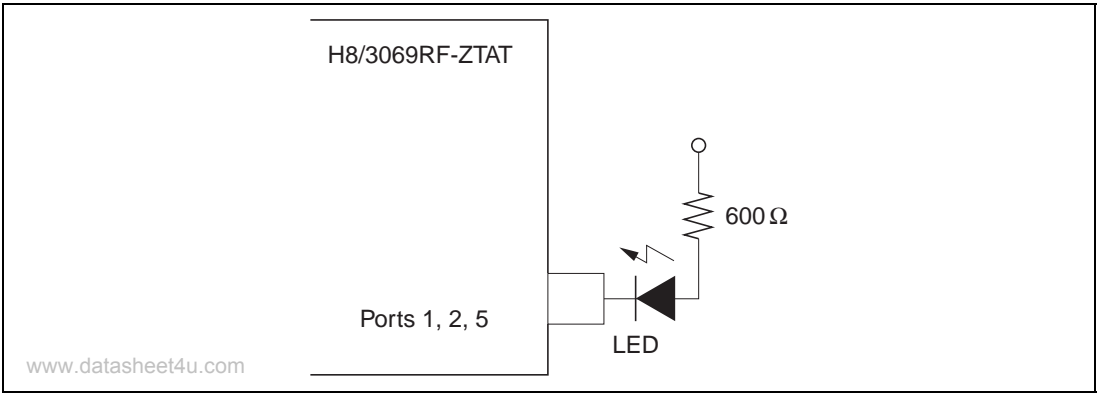 H8/3069RF-ZTAT
600 Ω
Ports 1, 2, 5
LED
www.datasheet4u.com